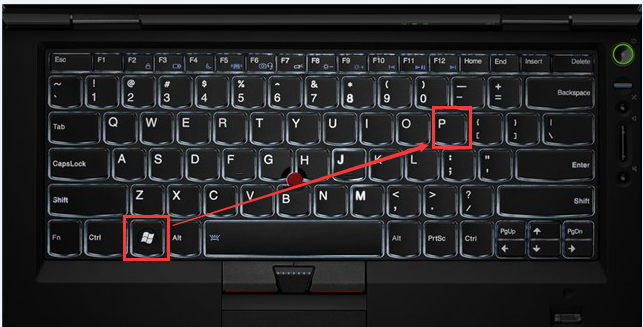 Esc F1 F2 F3 F4 F5 F6 F7 F8 F9 F10 F11 F12 Home End Insert Delete
~ ! @ # $ % ^ & * ( ) — +
` 1 2 3 4 5 6 7 8 9 0 - = Backspace
Tab Q W E R T Y U I O P { } |
[ ] \
CapsLock A S D F G H J K L : " Enter
; '
Shift Z X C V B N M < > ? Shift
, . /
Fn Ctrl Alt Alt PrtSc Ctrl PgUp ↑ PgDn
← ↓ →